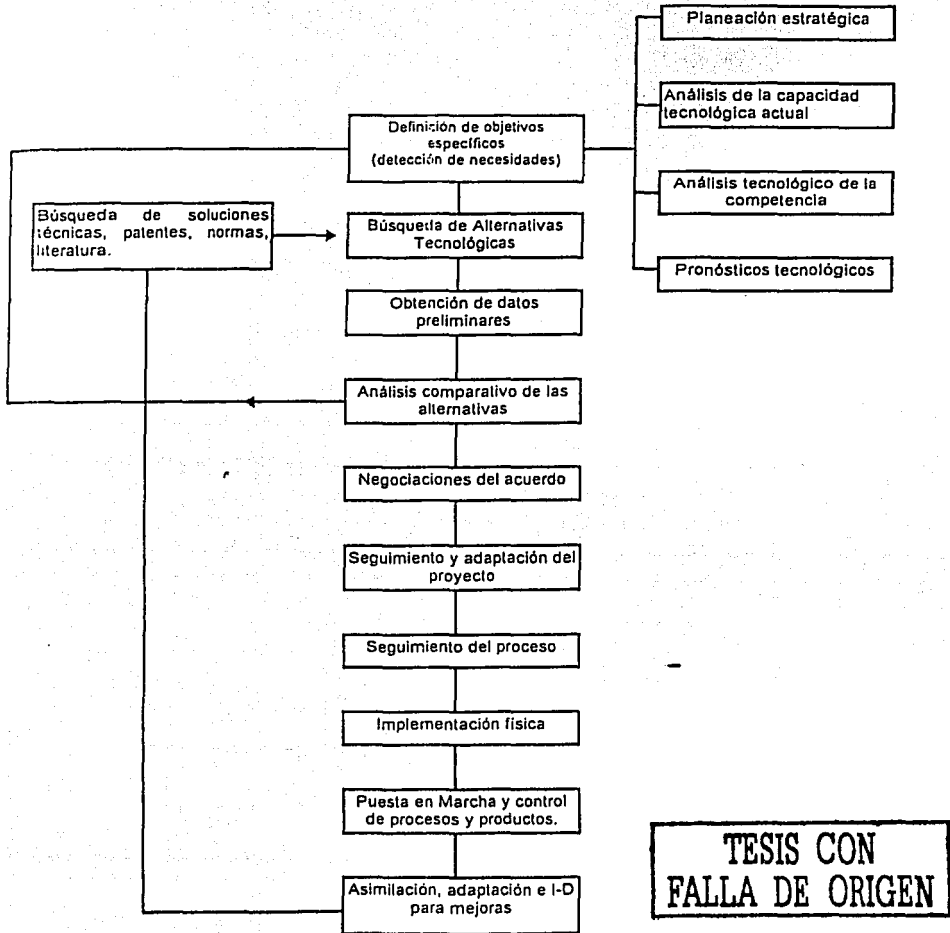 Planeación estratégica
Análisis de la capacidad
tecnológica actual
Definición de objetivos
específicos
(detección de necesidades)
Análisis tecnológico de la
competencia
Búsqueda de soluciones
técnicas, patentes, normas,
literatura.
Búsqueda de Alternativas
Tecnológicas
Pronósticos tecnológicos
Obtención de datos
preliminares
Análisis comparativo de las
alternativas
Negociaciones del acuerdo
Seguimiento y adaptación del
proyecto
Seguimiento del proceso
Implementación física
Puesta en Marcha y control
de procesos y productos.
Asimilación, adaptación e I-D
para mejoras
TESIS CON
FALLA DE ORIGEN